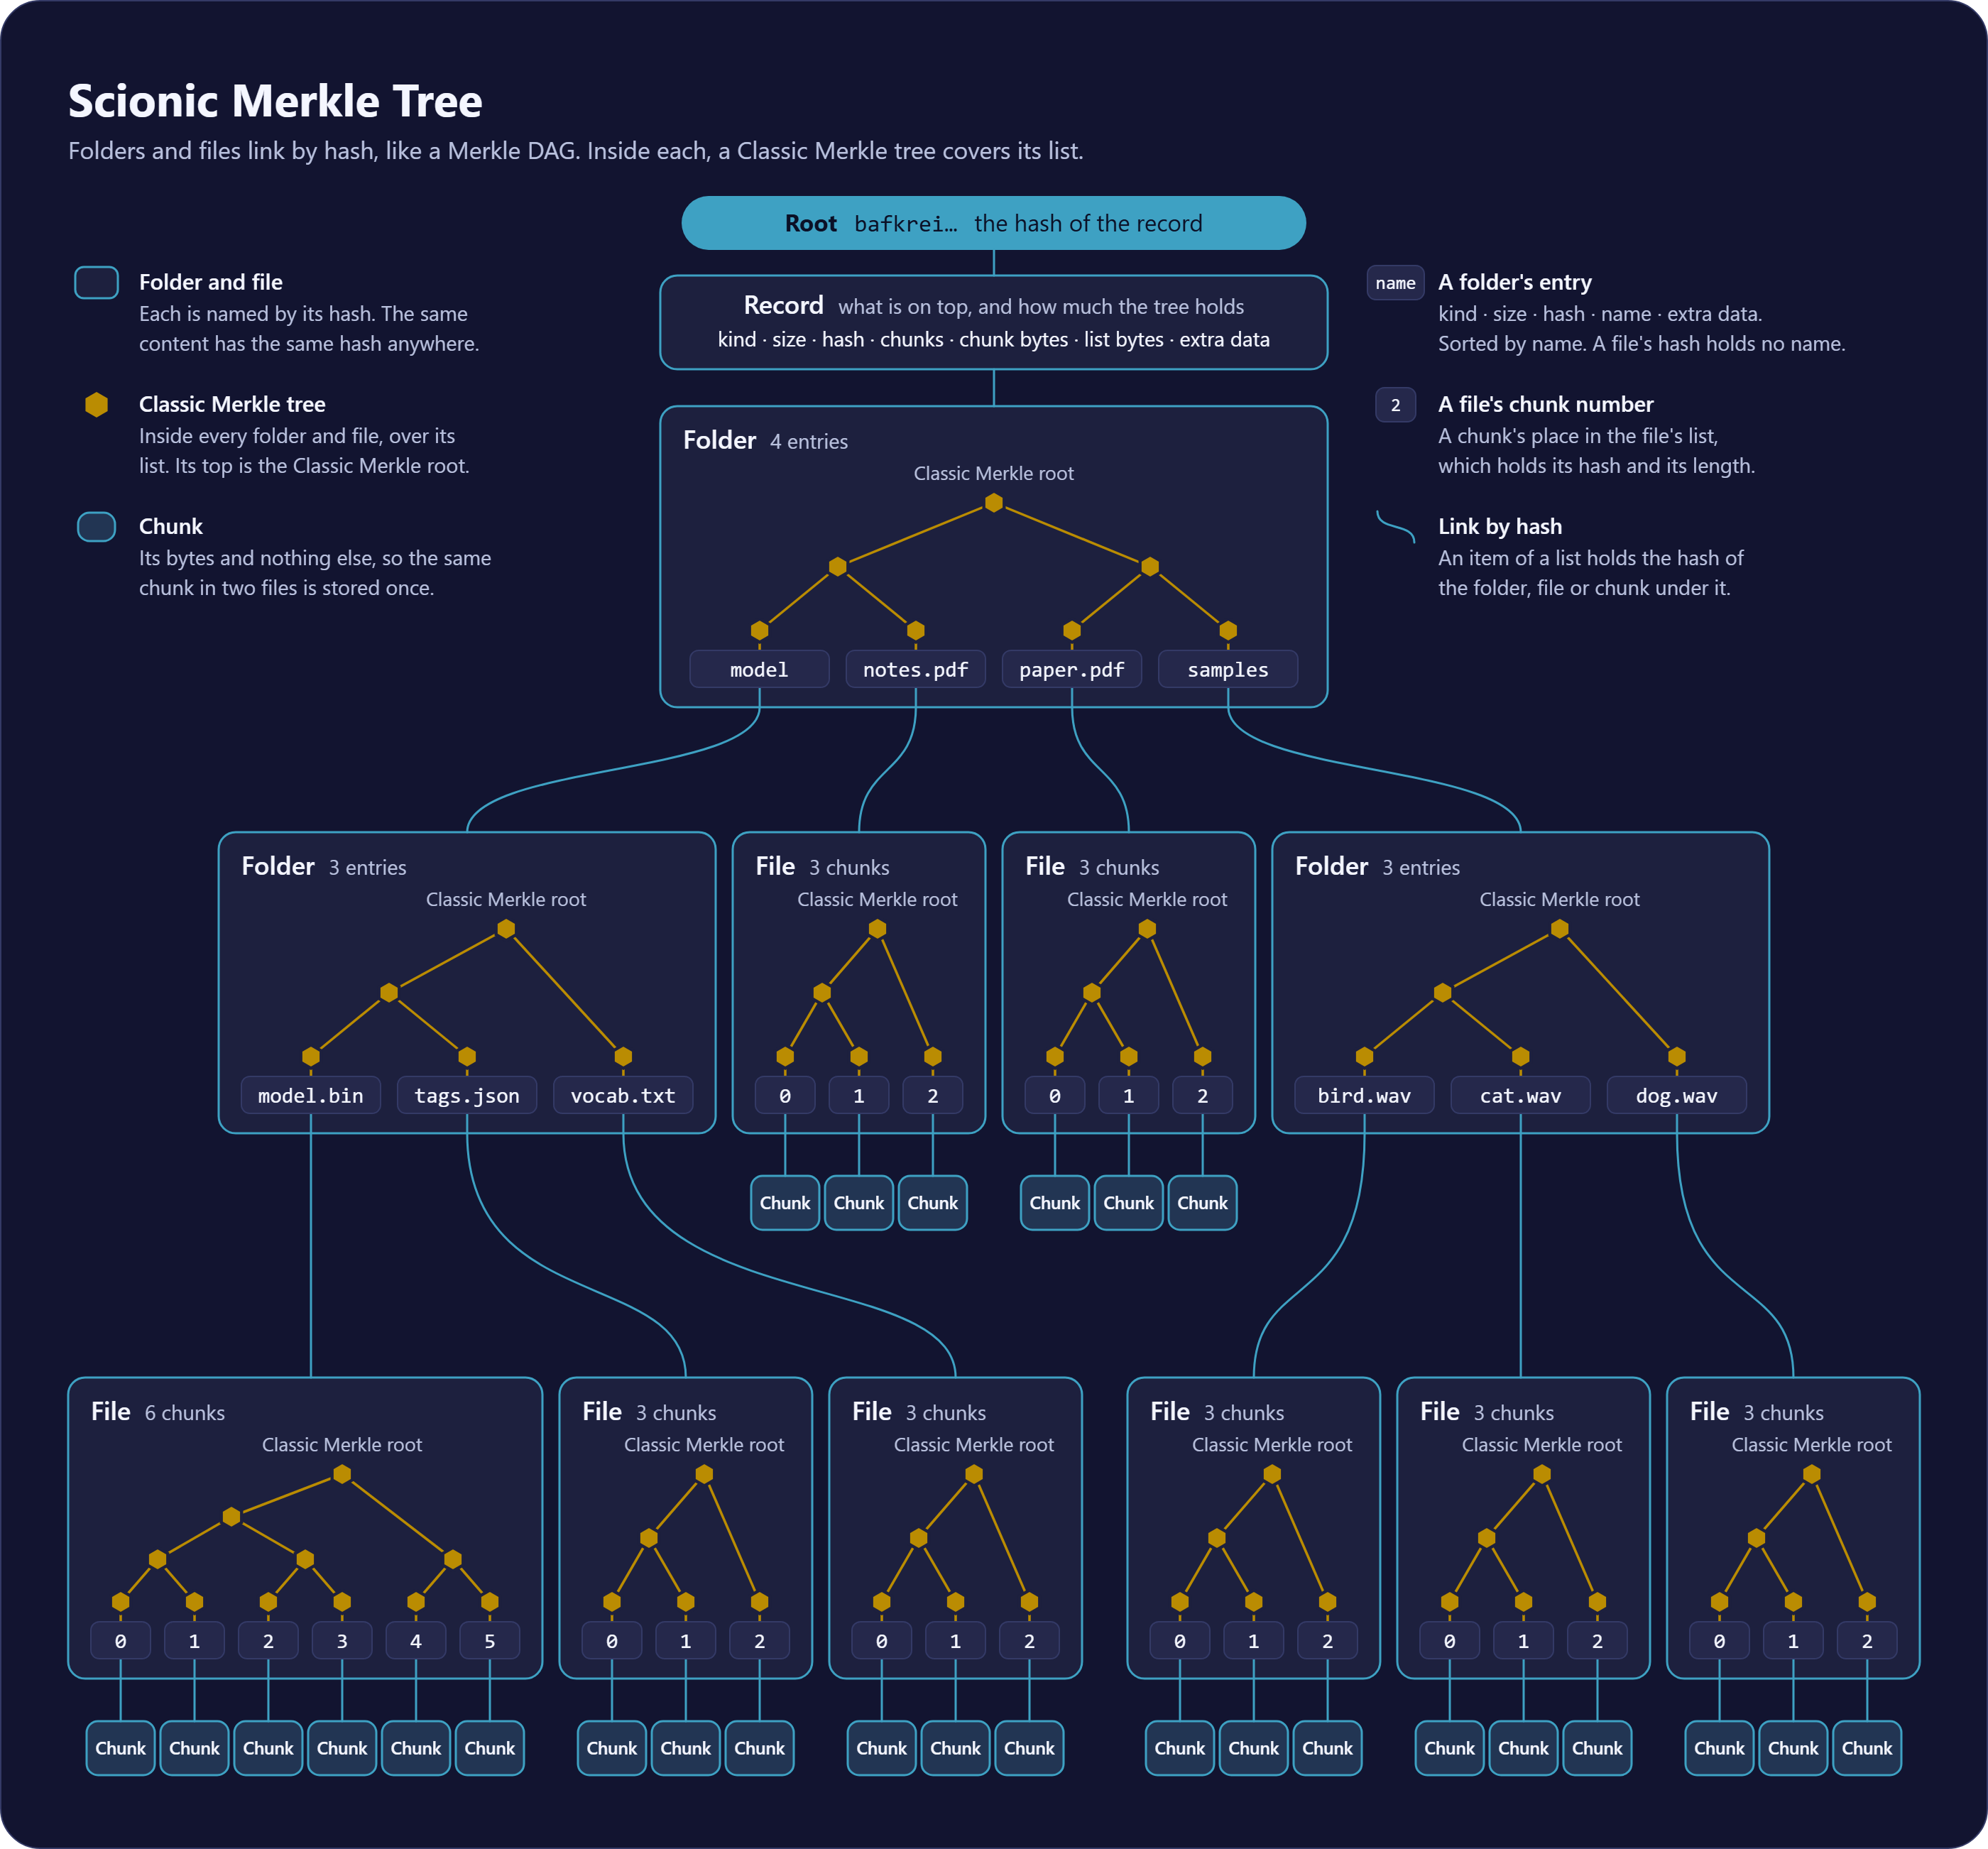 Scionic Merkle Tree
Folders and files link by hash, like a Merkle DAG. Inside each, a Classic Merkle tree covers its list.
Root bafkrei… the hash of the record
Record what is on top, and how much the tree holds
kind · size · hash · chunks · chunk bytes · list bytes · extra data
Folder and file
Each is named by its hash. The same
content has the same hash anywhere.
Classic Merkle tree
Inside every folder and file, over its
list. Its top is the Classic Merkle root.
Chunk
Its bytes and nothing else, so the same
chunk in two files is stored once.
name
A folder's entry
kind · size · hash · name · extra data.
Sorted by name. A file's hash holds no name.
2
A file's chunk number
A chunk's place in the file's list,
which holds its hash and its length.
Link by hash
An item of a list holds the hash of
the folder, file or chunk under it.
Folder 4 entries
Classic Merkle root
model notes.pdf paper.pdf samples
Folder 3 entries
Classic Merkle root
model.bin tags.json vocab.txt
File 3 chunks
Classic Merkle root
0 1 2
Chunk Chunk Chunk
File 3 chunks
Classic Merkle root
0 1 2
Chunk Chunk Chunk
Folder 3 entries
Classic Merkle root
bird.wav cat.wav dog.wav
File 6 chunks
Classic Merkle root
0 1 2 3 4 5
Chunk Chunk Chunk Chunk Chunk Chunk
File 3 chunks
Classic Merkle root
0 1 2
Chunk Chunk Chunk
File 3 chunks
Classic Merkle root
0 1 2
Chunk Chunk Chunk
File 3 chunks
Classic Merkle root
0 1 2
Chunk Chunk Chunk
File 3 chunks
Classic Merkle root
0 1 2
Chunk Chunk Chunk
File 3 chunks
Classic Merkle root
0 1 2
Chunk Chunk Chunk